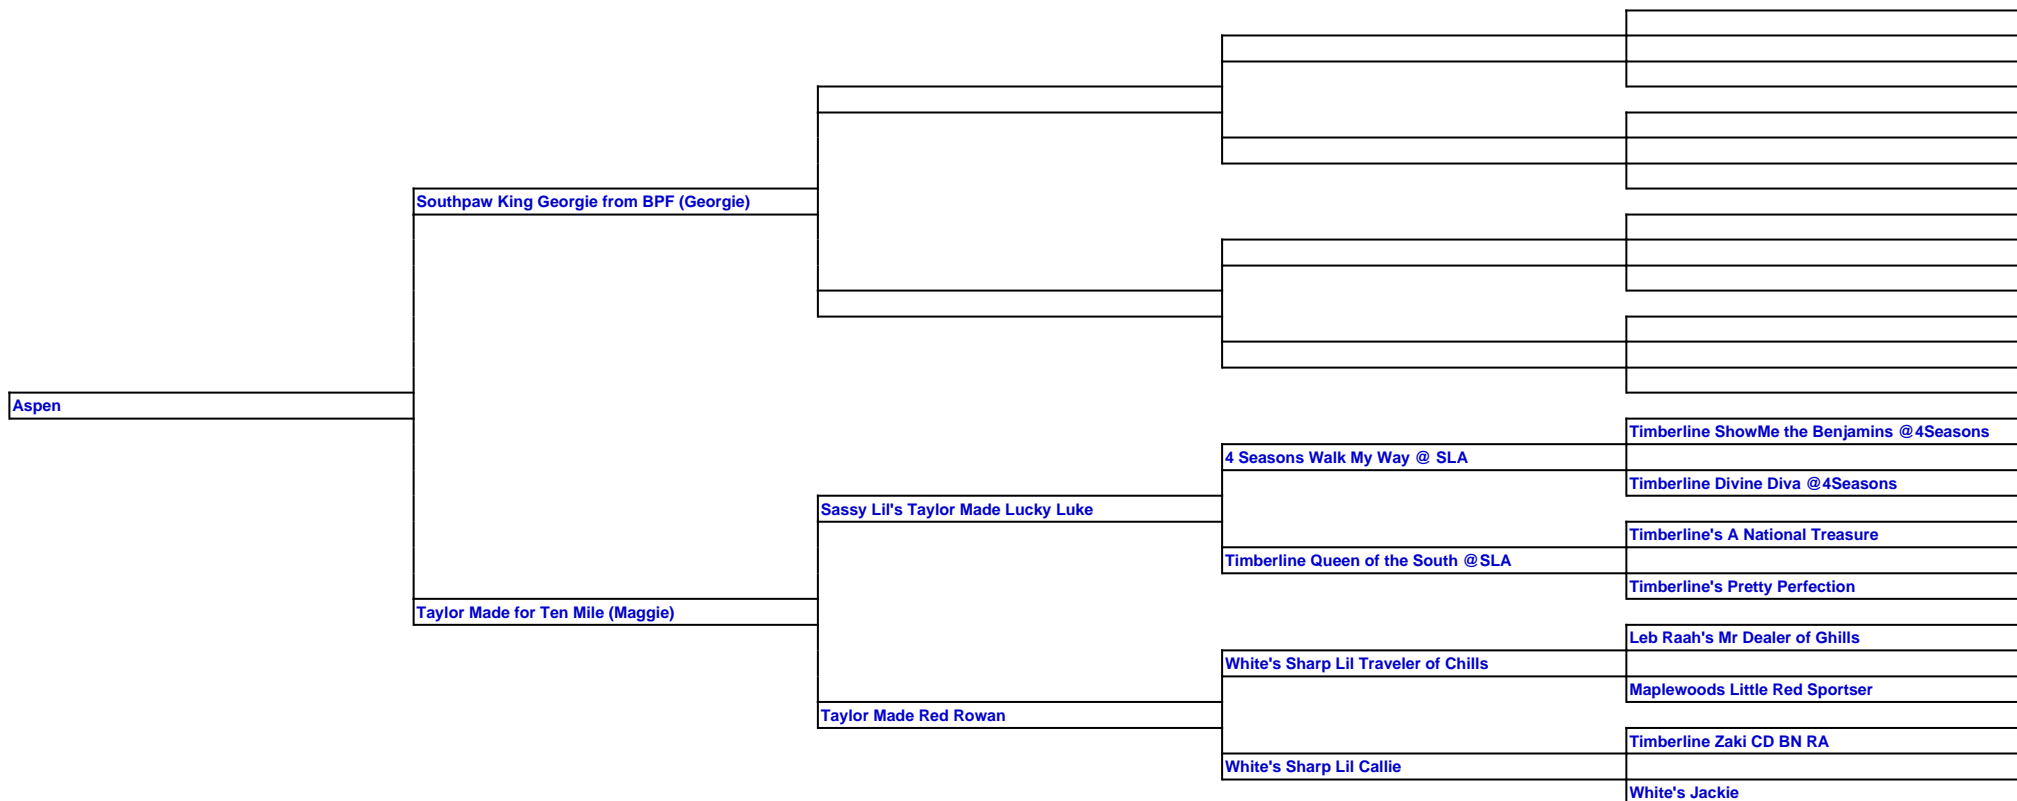 Southpaw King Georgie from BPF (Georgie)
Aspen
Timberline ShowMe the Benjamins @4Seasons
4 Seasons Walk My Way @ SLA
Timberline Divine Diva @4Seasons
Sassy Lil's Taylor Made Lucky Luke
Timberline's A National Treasure
Timberline Queen of the South @SLA
Timberline's Pretty Perfection
Taylor Made for Ten Mile (Maggie)
Leb Raah's Mr Dealer of Ghills
White's Sharp Lil Traveler of Chills
Maplewoods Little Red Sportser
Taylor Made Red Rowan
Timberline Zaki CD BN RA
White's Sharp Lil Callie
White's Jackie